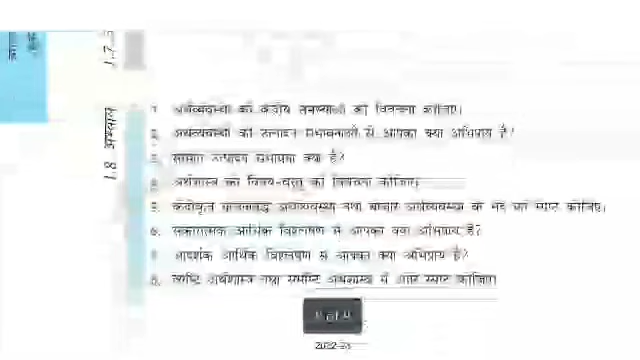 1.8 अभ्यास
1. अर्थव्यवस्था की केंद्रीय समस्याओं की विवेचना कीजिए।
2. अर्थव्यवस्था की उत्पादन संभावनाओं से आपका क्या अभिप्राय है?
3. सीमांत उत्पादन संभावना क्या है?
4. अर्थशास्त्र की विषय-वस्तु की विवेचना कीजिए।
5. केंद्रीकृत योजनाबद्ध अर्थव्यवस्था तथा बाजार अर्थव्यवस्था के भेद को स्पष्ट कीजिए।
6. सकारात्मक आर्थिक विश्लेषण से आपका क्या अभिप्राय है?
7. आदर्शक आर्थिक विश्लेषण से आपका क्या अभिप्राय है?
8. व्यष्टि अर्थशास्त्र तथा समष्टि अर्थशास्त्र में अंतर स्पष्ट कीजिए।
2022-23